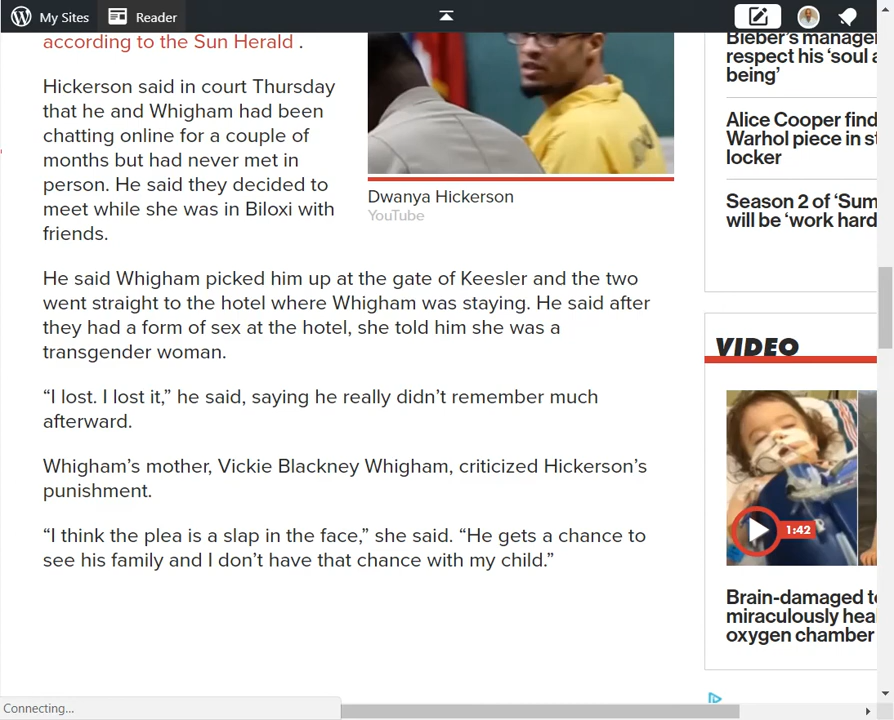 My Sites
Reader
according to the Sun Herald .
Hickerson said in court Thursday
that he and Whigham had been
chatting online for a couple of
months but had never met in
person. He said they decided to
meet while she was in Biloxi with
friends.
Dwanya Hickerson
YouTube
He said Whigham picked him up at the gate of Keesler and the two
went straight to the hotel where Whigham was staying. He said after
they had a form of sex at the hotel, she told him she was a
transgender woman.
“I lost. I lost it,” he said, saying he really didn’t remember much
afterward.
Whigham’s mother, Vickie Blackney Whigham, criticized Hickerson’s
punishment.
“I think the plea is a slap in the face,” she said. “He gets a chance to
see his family and I don’t have that chance with my child.”
Bieber's manager
respect his ‘soul a
being’
Alice Cooper find
Warhol piece in st
locker
Season 2 of ‘Sum
will be ‘work hard
VIDEO
1:42
Brain-damaged to
miraculously heal
oxygen chamber
Connecting...